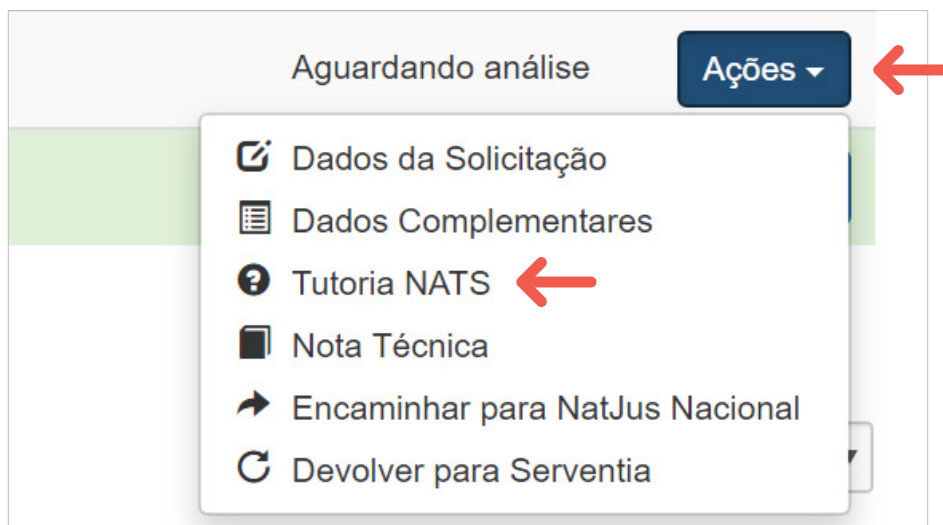 Aguardando análise Ações
Dados da Solicitação
Dados Complementares
Tutoria NATS
Nota Técnica
Encaminhar para NatJus Nacional
Devolver para Serventia